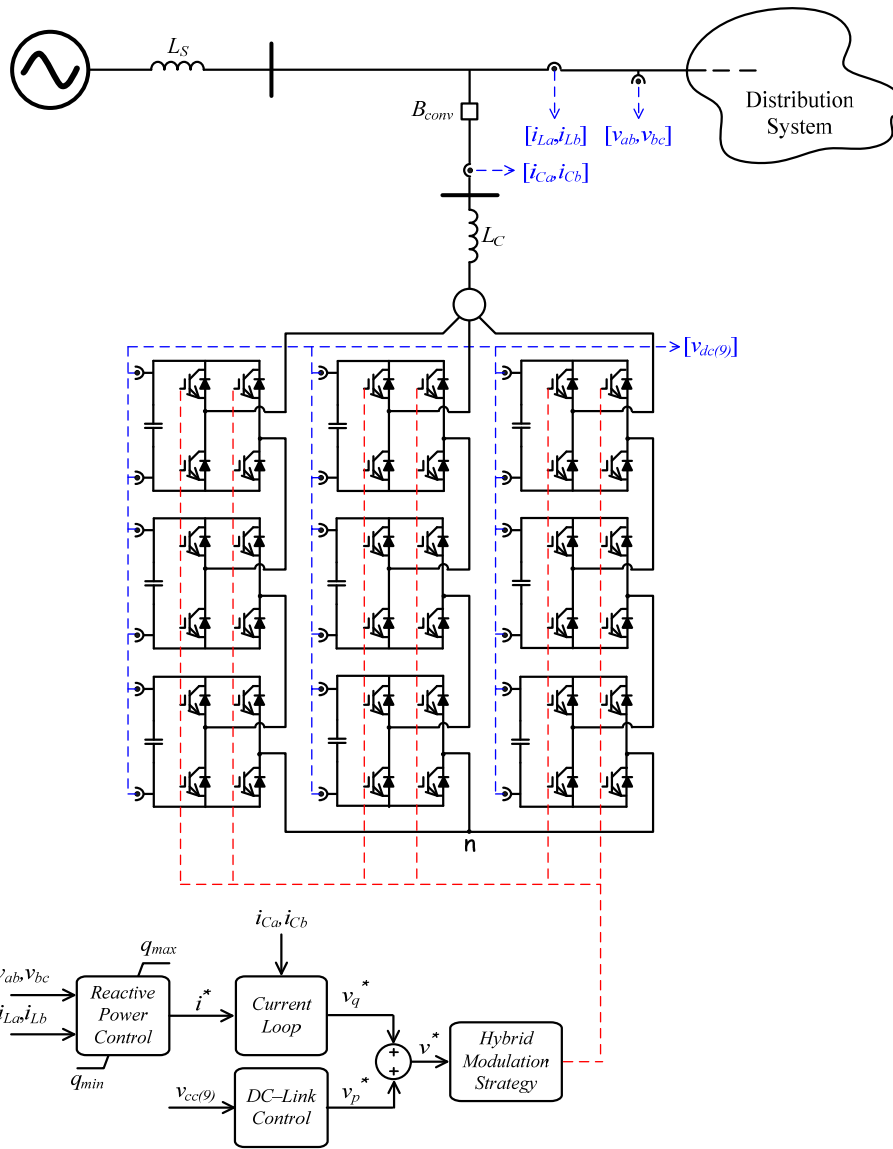 L_S
B_conv
[i_La,i_Lb]
[v_ab,v_bc]
Distribution
System
[i_Ca,i_Cb]
L_C
[v_dc(9)]
n
i_Ca,i_Cb
q_max
v_ab,v_bc
i_La,i_Lb
Reactive
Power
Control
i*
Current
Loop
v_q*
q_min
v*
Hybrid
Modulation
Strategy
v_cc(9)
DC–Link
Control
v_p*